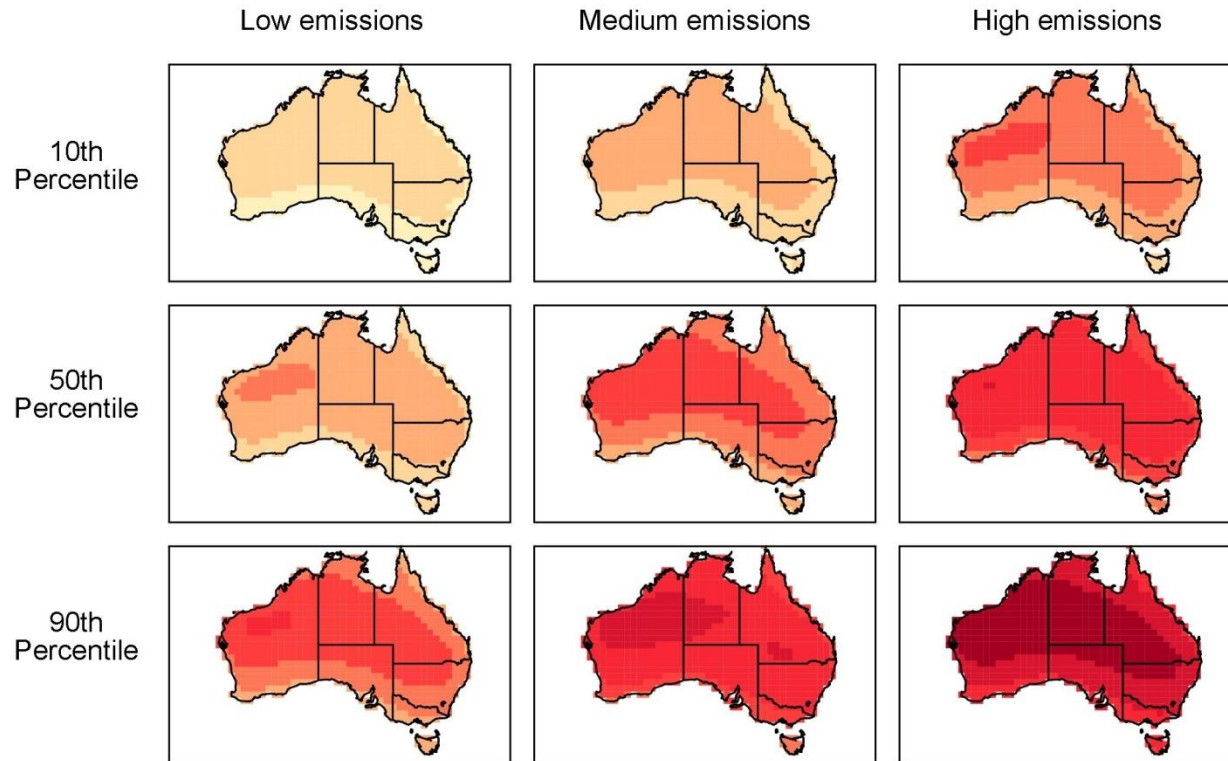 Low emissions
Medium emissions
High emissions
10th
Percentile
50th
Percentile
90th
Percentile